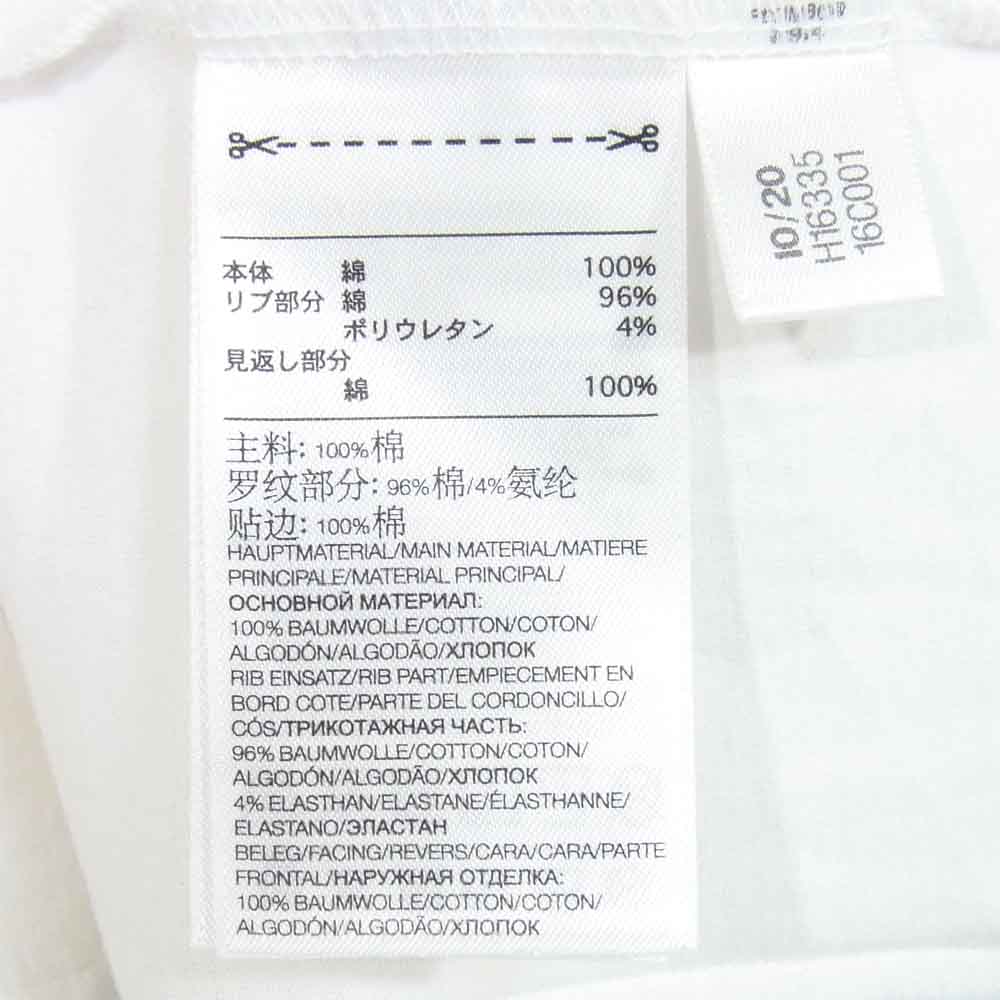 本体 綿 100%
リブ部分 綿 96%
ポリウレタン 4%
見返し部分
綿 100%
主料: 100%棉
罗纹部分: 96%棉/4%氨纶
贴边: 100%棉
HAUPTMATERIAL/MAIN MATERIAL/MATIERE
PRINCIPALE/MATERIAL PRINCIPAL/
ОСНОВНОЙ МАТЕРИАЛ:
100% BAUMWOLLE/COTTON/COTON/
ALGODÓN/ALGODÃO/ХЛОПОК
RIB EINSATZ/RIB PART/EMPIECEMENT EN
BORD COTE/PARTE DEL CORDONCILLO/
CÓS/ТРИКОТАЖНАЯ ЧАСТЬ:
96% BAUMWOLLE/COTTON/COTON/
ALGODÓN/ALGODÃO/ХЛОПОК
4% ELASTHAN/ELASTANE/ÉLASTHANNE/
ELASTANO/ЭЛАСТАН
BELEG/FACING/REVERS/CARA/CARA/PARTE
FRONTAL/НАРУЖНАЯ ОТДЕЛКА:
100% BAUMWOLLE/COTTON/COTON/
ALGODÓN/ALGODÃO/ХЛОПОК
10/20
H16335
16C001